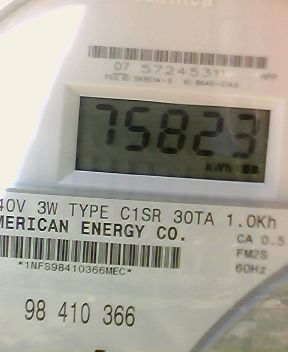 07 57245311
75823
kWh
40V 3W TYPE C1SR 30TA 1.0Kh
MERICAN ENERGY CO.
CA 0.5
FM2S
*1NFS98410366MEC*
60Hz
98 410 366